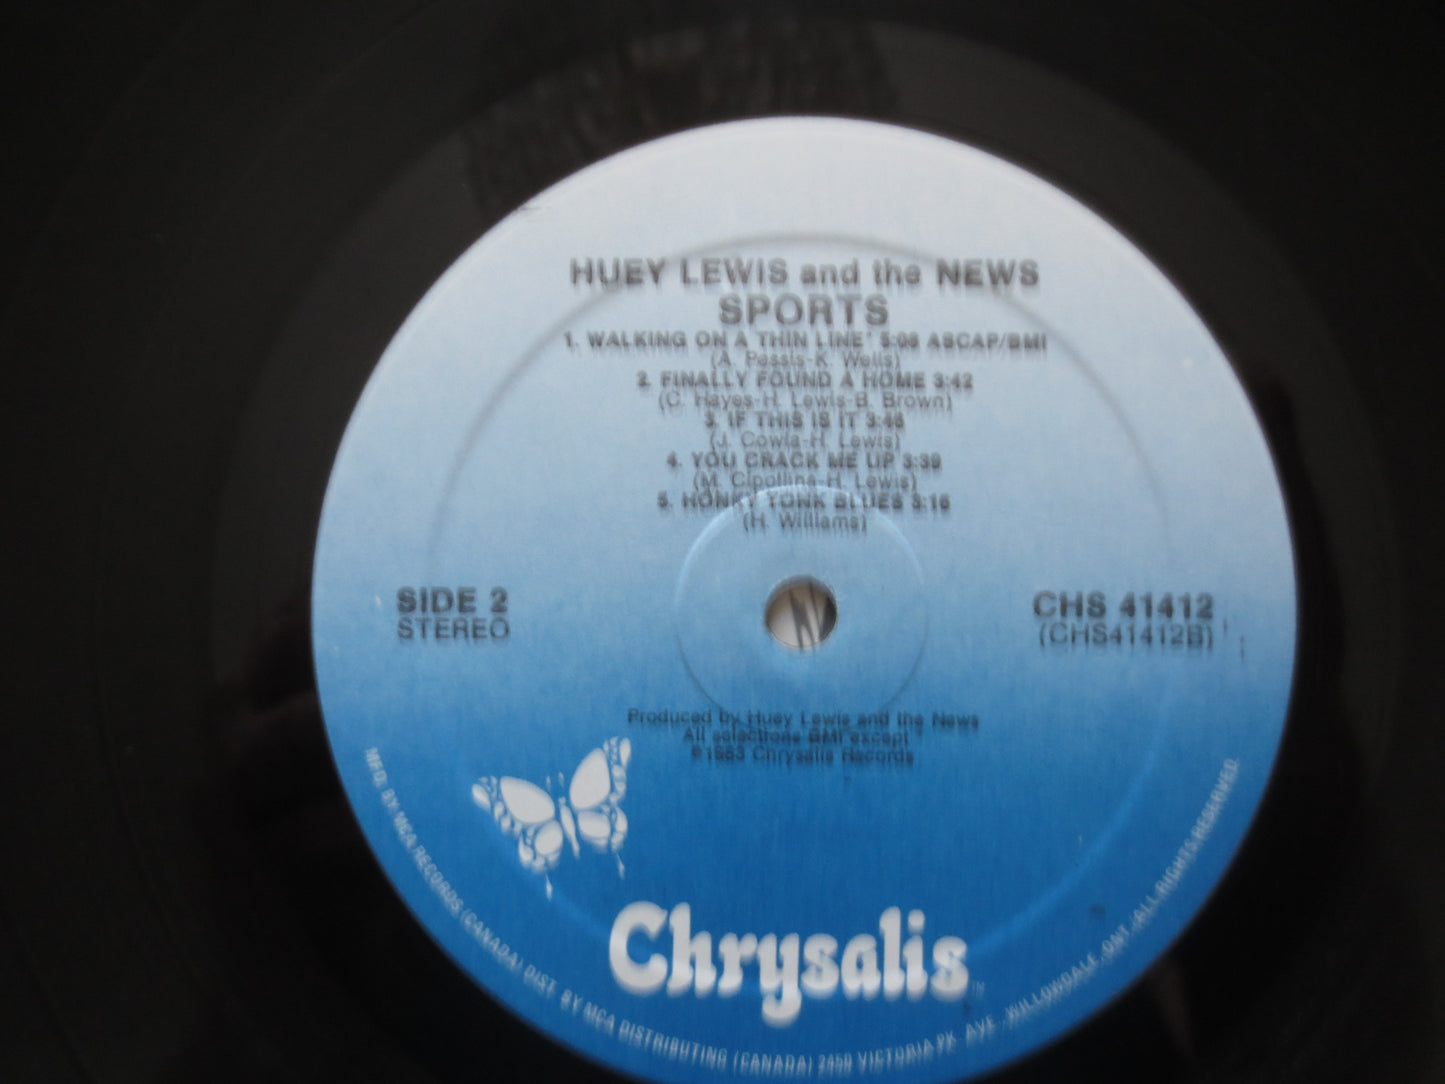 HUEY LEWIS and the NEWS
SPORTS
1. WALKING ON A THIN LINE* 5:08 ASCAP/BMI
(A. Pessis-K. Wells)
2. FINALLY FOUND A HOME 3:42
(C. Hayes-H. Lewis-B. Brown)
3. IF THIS IS IT 3:46
(J. Cowla-H. Lewis)
4. YOU CRACK ME UP 3:39
(M. Cipollina-H. Lewis)
5. HONKY TONK BLUES 3:16
(H. Williams)
SIDE 2
STEREO
CHS 41412
(CHS41412B)
Produced by Huey Lewis and the News
All selections BMI except *
℗1983 Chrysalis Records
Chrysalis TM
MFD. BY MCA RECORDS (CANADA) DIST. BY MCA DISTRIBUTING (CANADA) 2450 VICTORIA PK. AVE. WILLOWDALE, ONT. ALL RIGHTS RESERVED